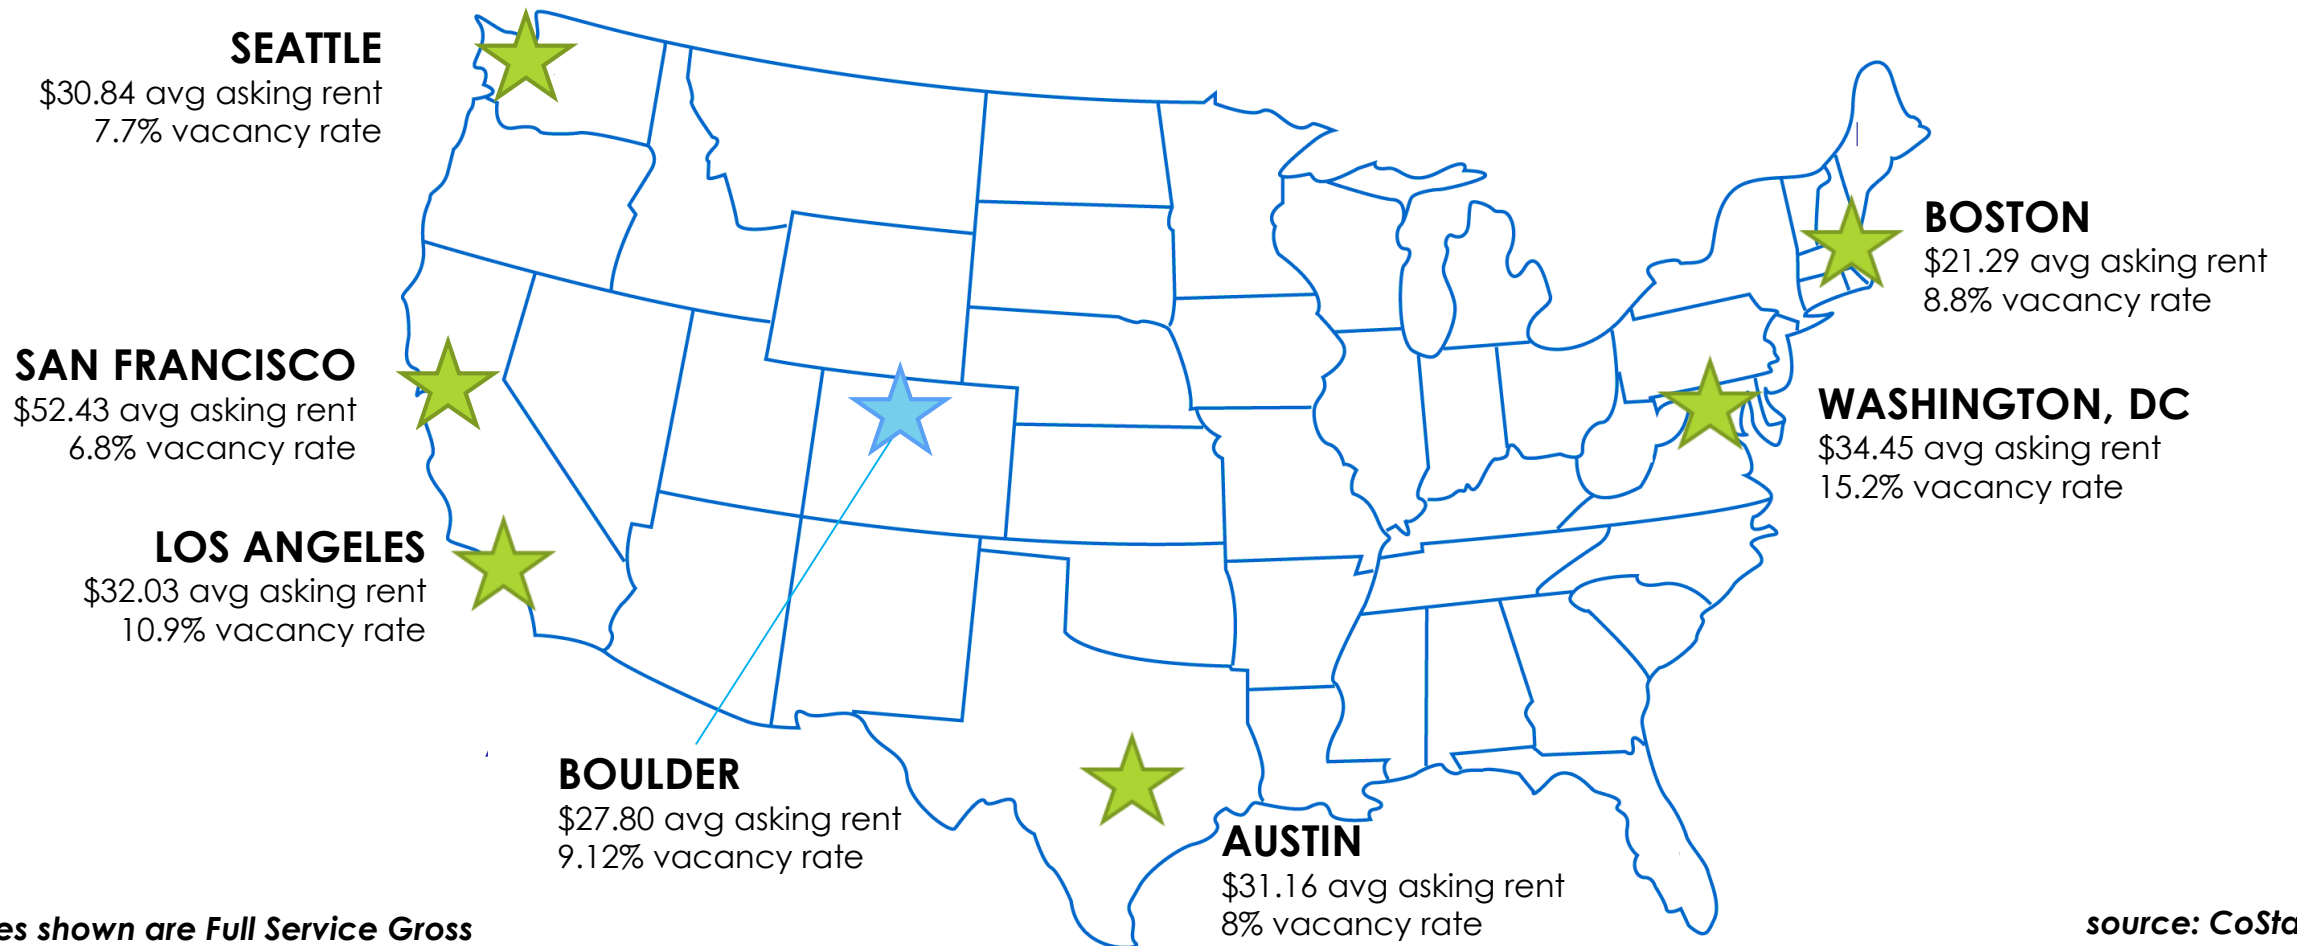 SEATTLE
$30.84 avg asking rent
7.7% vacancy rate
BOSTON
$21.29 avg asking rent
8.8% vacancy rate
SAN FRANCISCO
$52.43 avg asking rent
6.8% vacancy rate
WASHINGTON, DC
$34.45 avg asking rent
15.2% vacancy rate
LOS ANGELES
$32.03 avg asking rent
10.9% vacancy rate
BOULDER
$27.80 avg asking rent
9.12% vacancy rate
AUSTIN
$31.16 avg asking rent
8% vacancy rate
shown are Full Service Gross
source: